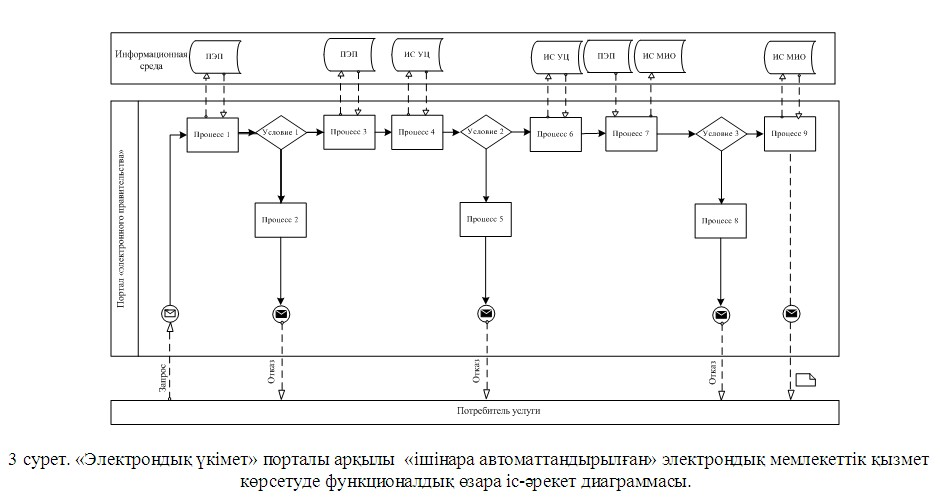 Информационная
среда
ПЭП
ПЭП
ИС УЦ
ИС УЦ
ПЭП
ИС МИО
ИС МИО
Портал «электронного правительства»
Процесс 1
Условие 1
Процесс 3
Процесс 4
Условие 2
Процесс 6
Процесс 7
Условие 3
Процесс 9
Процесс 2
Процесс 5
Процесс 8
Запрос
Отказ
Отказ
Отказ
Потребитель услуги
3 сурет. «Электрондық үкімет» порталы арқылы «ішінара автоматтандырылған» электрондық мемлекеттік қызмет
көрсетуде функционалдық өзара іс-әрекет диаграммасы.